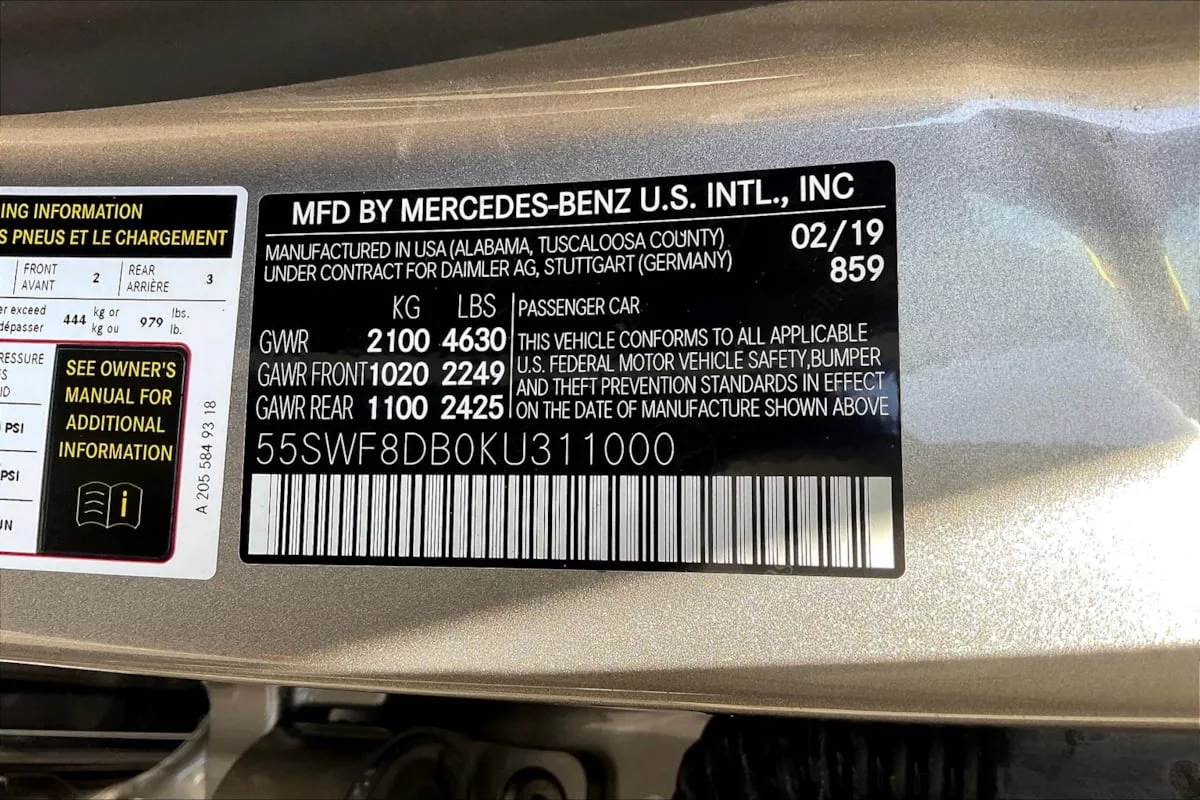 ING INFORMATION
S PNEUS ET LE CHARGEMENT
FRONT
AVANT
2
REAR
ARRIÈRE
3
er exceed
dépasser
444
kg or
kg ou
979
lbs.
lb.
RESSURE
ID
PSI
PSI
UN
SEE OWNER'S
MANUAL FOR
ADDITIONAL
INFORMATION
i
A 205 584 93 18
MFD BY MERCEDES-BENZ U.S. INTL., INC
MANUFACTURED IN USA (ALABAMA, TUSCALOOSA COUNTY)
UNDER CONTRACT FOR DAIMLER AG, STUTTGART (GERMANY)
02/19
859
KG LBS
GVWR 2100 4630
GAWR FRONT 1020 2249
GAWR REAR 1100 2425
PASSENGER CAR
THIS VEHICLE CONFORMS TO ALL APPLICABLE
U.S. FEDERAL MOTOR VEHICLE SAFETY, BUMPER
AND THEFT PREVENTION STANDARDS IN EFFECT
ON THE DATE OF MANUFACTURE SHOWN ABOVE
55SWF8DB0KU311000